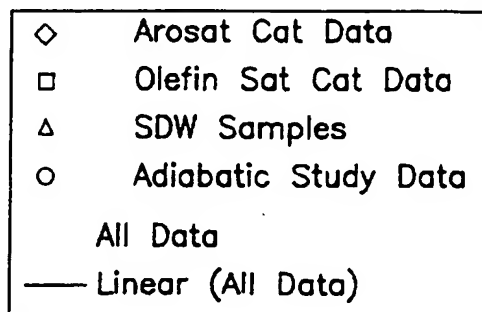 Arosat Cat Data
Olefin Sat Cat Data
SDW Samples
Adiabatic Study Data
All Data
Linear (All Data)